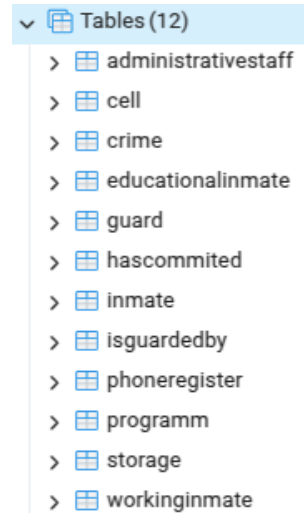 Tables (12)
administrativestaff
cell
crime
educationalinmate
guard
hascommited
inmate
isguardedby
phoneregister
programm
storage
workinginmate